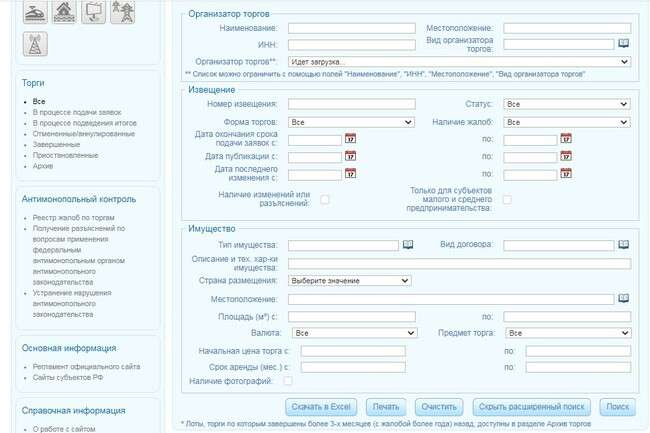 Торги
Все
В процессе подачи заявок
В процессе подведения итогов
Отмененные/аннулированные
Завершенные
Приостановленные
Архив
Антимонопольный контроль
Реестр жалоб по торгам
Получение разъяснений по
вопросам применения
федеральным
антимонопольным органом
антимонопольного
законодательства
Устранение нарушения
антимонопольного
законодательства
Основная информация
Регламент официального сайта
Сайты субъектов РФ
Справочная информация
О работе с сайтом
Организатор торгов
Наименование:
Местоположение:
ИНН:
Вид организатора
торгов:
Организатор торгов**: Идет загрузка...
** Список можно ограничить с помощью полей "Наименование", "ИНН", "Местоположение", "Вид организатора торгов"
Извещение
Номер извещения:
Статус: Все
Форма торгов: Все
Наличие жалоб: Все
Дата окончания срока
подачи заявок с: 17 по: 17
Дата публикации с: 17 по: 17
Дата последнего
изменения с: 17 по: 17
Наличие изменений или
разъяснений:
Только для субъектов
малого и среднего
предпринимательства:
Имущество
Тип имущества:
Вид договора:
Описание и тех. хар-ки
имущества:
Страна размещения: Выберите значение
Местоположение:
Площадь (м²) с: по:
Валюта: Все
Предмет торга: Все
Начальная цена торга с: по:
Срок аренды (мес.) с: по:
Наличие фотографий:
Скачать в Excel Печать Очистить Скрыть расширенный поиск Поиск
* Лоты, торги по которым завершены более 3-х месяцев (с жалобой более года) назад, доступны в разделе Архив торгов